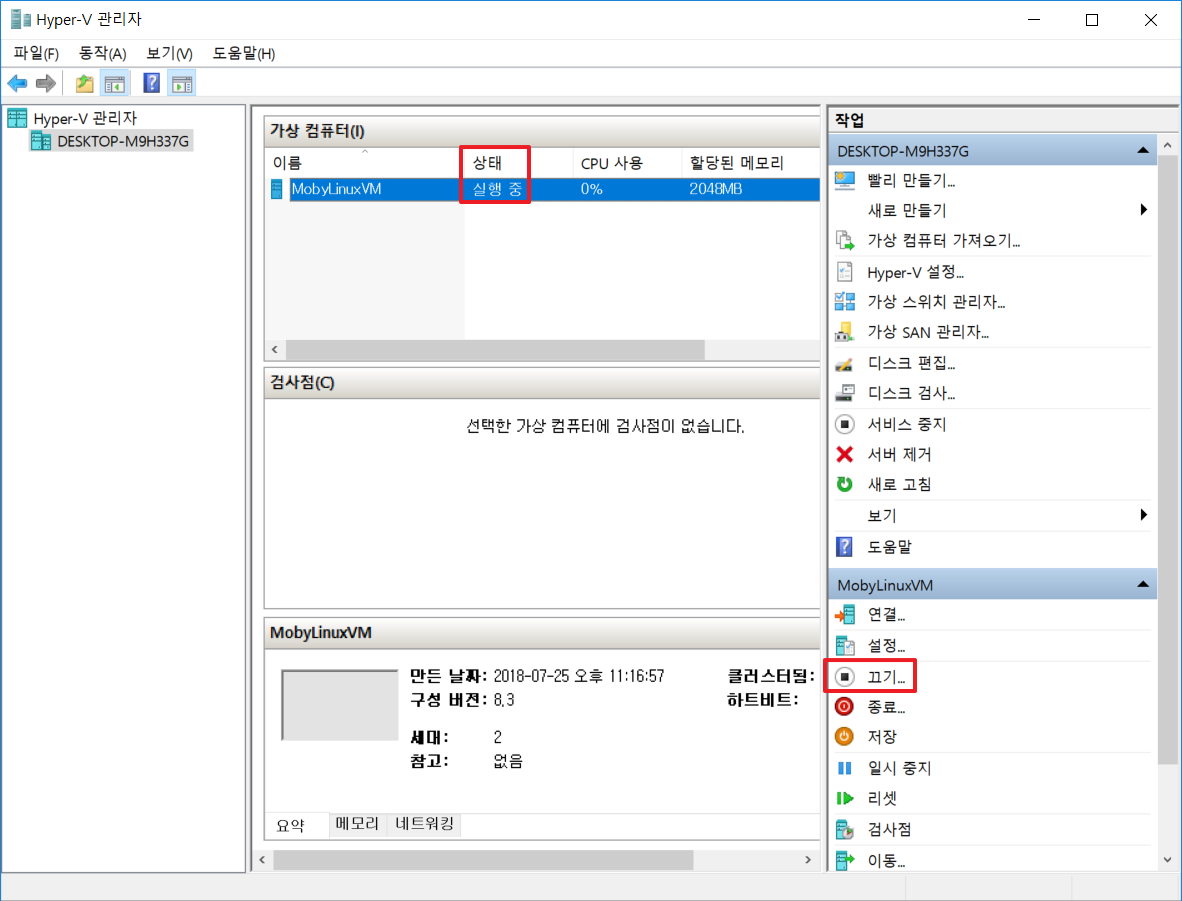 Hyper-V 관리자
파일(F) 동작(A) 보기(V) 도움말(H)
Hyper-V 관리자
DESKTOP-M9H337G
가상 컴퓨터(I)
이름 상태 CPU 사용 할당된 메모리
MobyLinuxVM 실행 중 0% 2048MB
검사점(C)
선택한 가상 컴퓨터에 검사점이 없습니다.
MobyLinuxVM
만든 날짜: 2018-07-25 오후 11:16:57 클러스터됨:
구성 버전: 8.3 하트비트:
세대: 2
참고: 없음
요약 메모리 네트워킹
작업
DESKTOP-M9H337G
빨리 만들기...
새로 만들기
가상 컴퓨터 가져오기...
Hyper-V 설정...
가상 스위치 관리자...
가상 SAN 관리자...
디스크 편집...
디스크 검사...
서비스 중지
서버 제거
새로 고침
보기
도움말
MobyLinuxVM
연결...
설정...
끄기...
종료...
저장
일시 중지
리셋
검사점
이동...